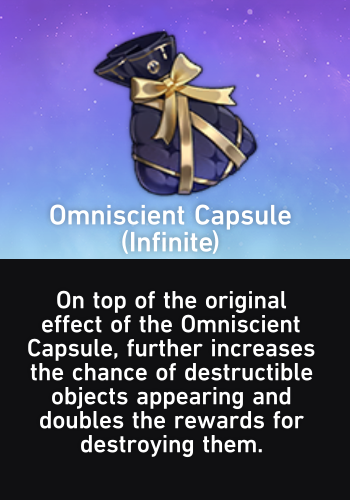 Omniscient Capsule
(Infinite)
On top of the original
effect of the Omniscient
Capsule, further increases
the chance of destructible
objects appearing and
doubles the rewards for
destroying them.